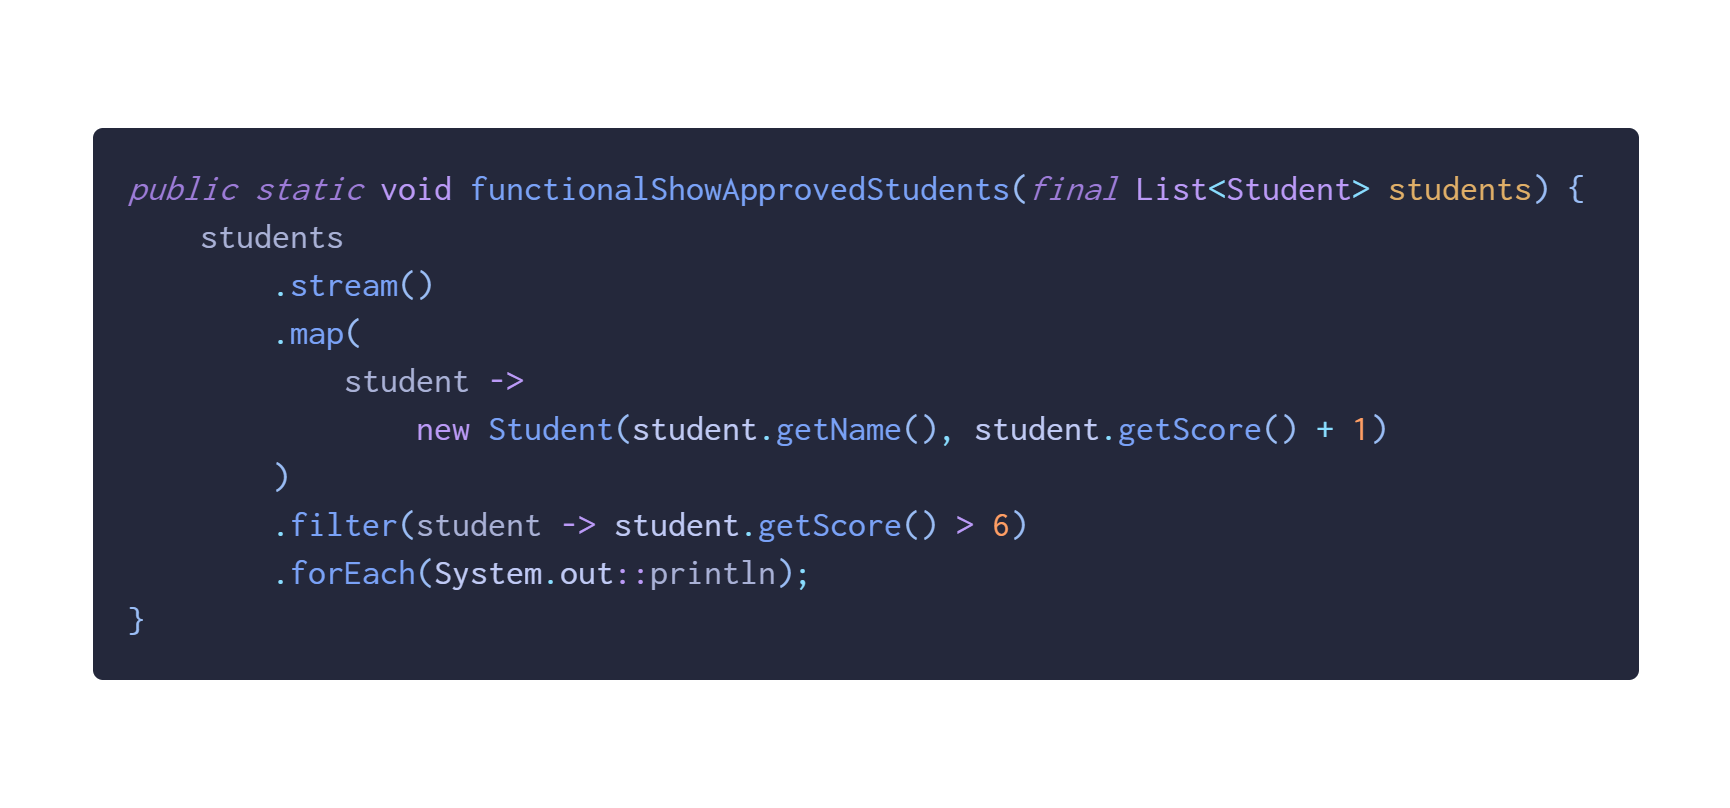 public static void functionalShowApprovedStudents(final List<Student> students) {
    students
        .stream()
        .map(
            student ->
                new Student(student.getName(), student.getScore() + 1)
        )
        .filter(student -> student.getScore() > 6)
        .forEach(System.out::println);
}